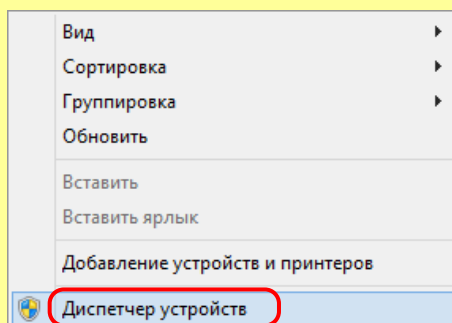 Вид
Сортировка
Группировка
Обновить
Вставить
Вставить ярлык
Добавление устройств и принтеров
Диспетчер устройств